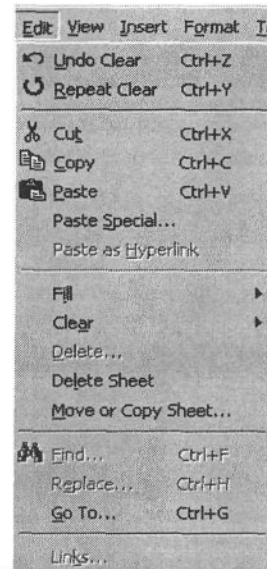 Edit View Insert Format T
Undo Clear Ctrl+Z
Repeat Clear Ctrl+Y
Cut Ctrl+X
Copy Ctrl+C
Paste Ctrl+V
Paste Special...
Paste as Hyperlink
Fill
Clear
Delete...
Delete Sheet
Move or Copy Sheet...
Find... Ctrl+F
Replace... Ctrl+H
Go To... Ctrl+G
Links...